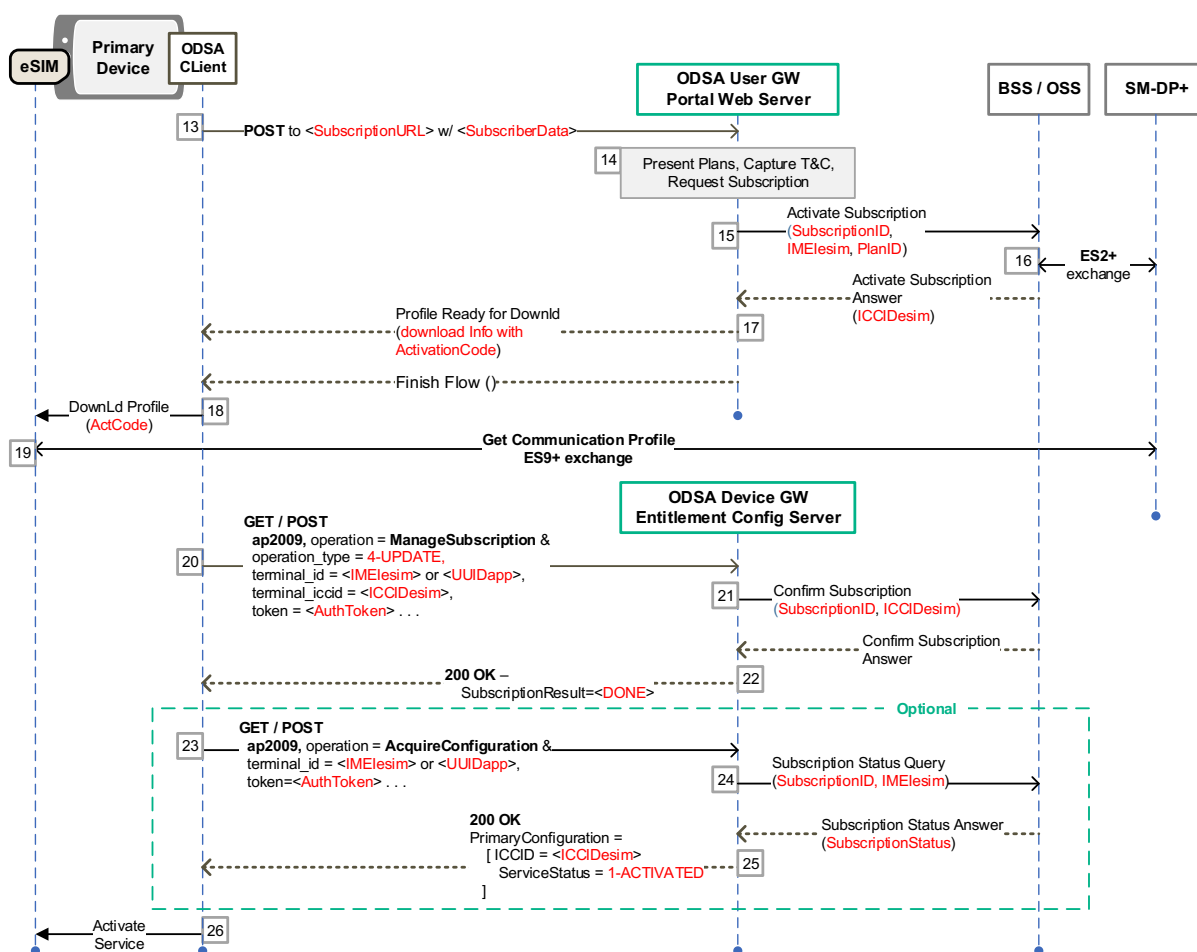 eSIM
Primary
Device
ODSA
CLient
ODSA User GW
Portal Web Server
BSS / OSS
SM-DP+
13
POST to <SubscriptionURL> w/ <SubscriberData>
14
Present Plans, Capture T&C,
Request Subscription
15
Activate Subscription
(SubscriptionID,
IMEIesim, PlanID)
16
ES2+
exchange
Activate Subscription
Answer
(ICCIDesim)
17
Profile Ready for Downld
(download Info with
ActivationCode)
Finish Flow ()
18
DownLd Profile
(ActCode)
19
Get Communication Profile
ES9+ exchange
ODSA Device GW
Entitlement Config Server
20
GET / POST
ap2009, operation = ManageSubscription &
operation_type = 4-UPDATE,
terminal_id = <IMEIesim> or <UUIDapp>,
terminal_iccid = <ICCIDesim>,
token = <AuthToken> . . .
21
Confirm Subscription
(SubscriptionID, ICCIDesim)
Confirm Subscription
Answer
22
200 OK –
SubscriptionResult=<DONE>
Optional
23
GET / POST
ap2009, operation = AcquireConfiguration &
terminal_id = <IMEIesim> or <UUIDapp>,
token=<AuthToken> . . .
24
Subscription Status Query
(SubscriptionID, IMEIesim)
Subscription Status Answer
(SubscriptionStatus)
25
200 OK
PrimaryConfiguration =
[ ICCID = <ICCIDesim>
ServiceStatus = 1-ACTIVATED
]
26
Activate
Service